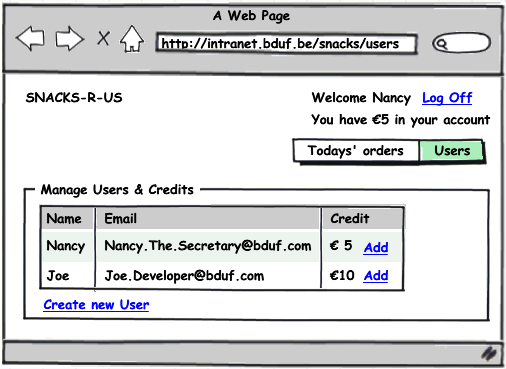 A Web Page
http://intranet.bduf.be/snacks/users
SNACKS-R-US
Welcome Nancy Log Off
You have €5 in your account
Todays' orders Users
Manage Users & Credits
Name Email Credit
Nancy Nancy.The.Secretary@bduf.com € 5 Add
Joe Joe.Developer@bduf.com €10 Add
Create new User